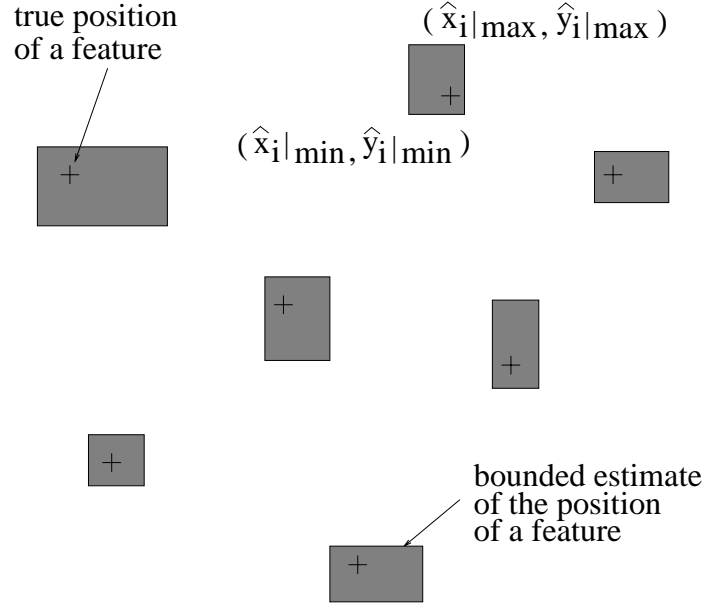 true position
of a feature
(x̂i|max, ŷi|max)
(x̂i|min, ŷi|min)
bounded estimate
of the position
of a feature